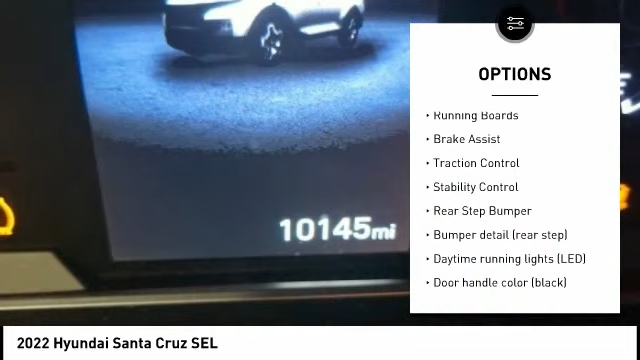 OPTIONS
• Running Boards
• Brake Assist
• Traction Control
• Stability Control
• Rear Step Bumper
• Bumper detail (rear step)
• Daytime running lights (LED)
• Door handle color (black)
10145mi
2022 Hyundai Santa Cruz SEL